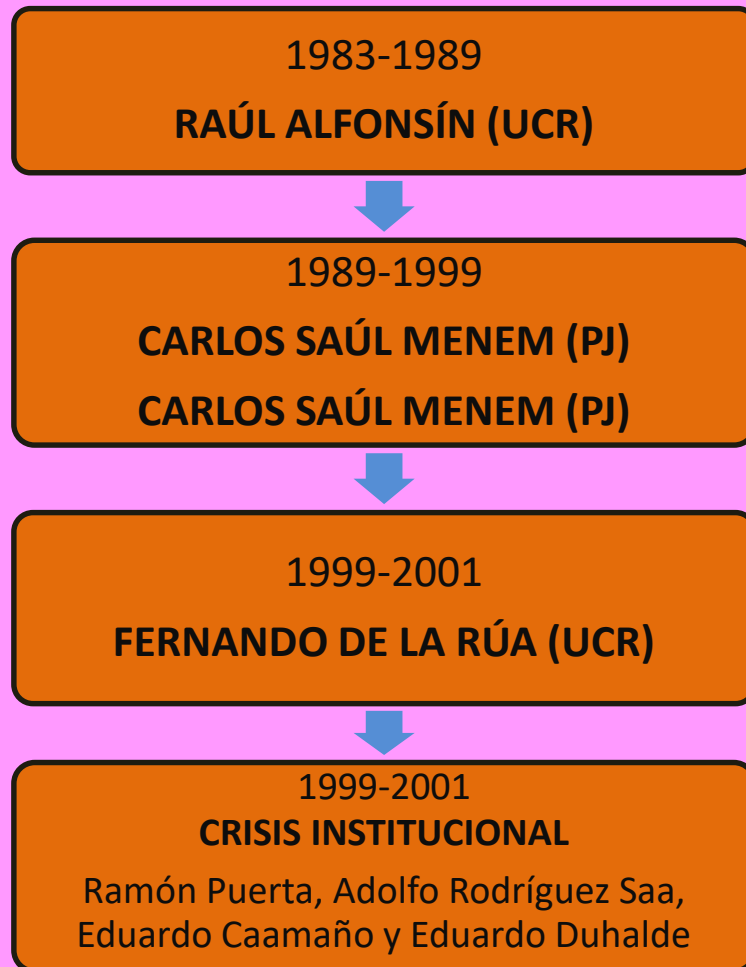 1983-1989
RAÚL ALFONSÍN (UCR)
1989-1999
CARLOS SAÚL MENEM (PJ)
CARLOS SAÚL MENEM (PJ)
1999-2001
FERNANDO DE LA RÚA (UCR)
1999-2001
CRISIS INSTITUCIONAL
Ramón Puerta, Adolfo Rodríguez Saa,
Eduardo Caamaño y Eduardo Duhalde